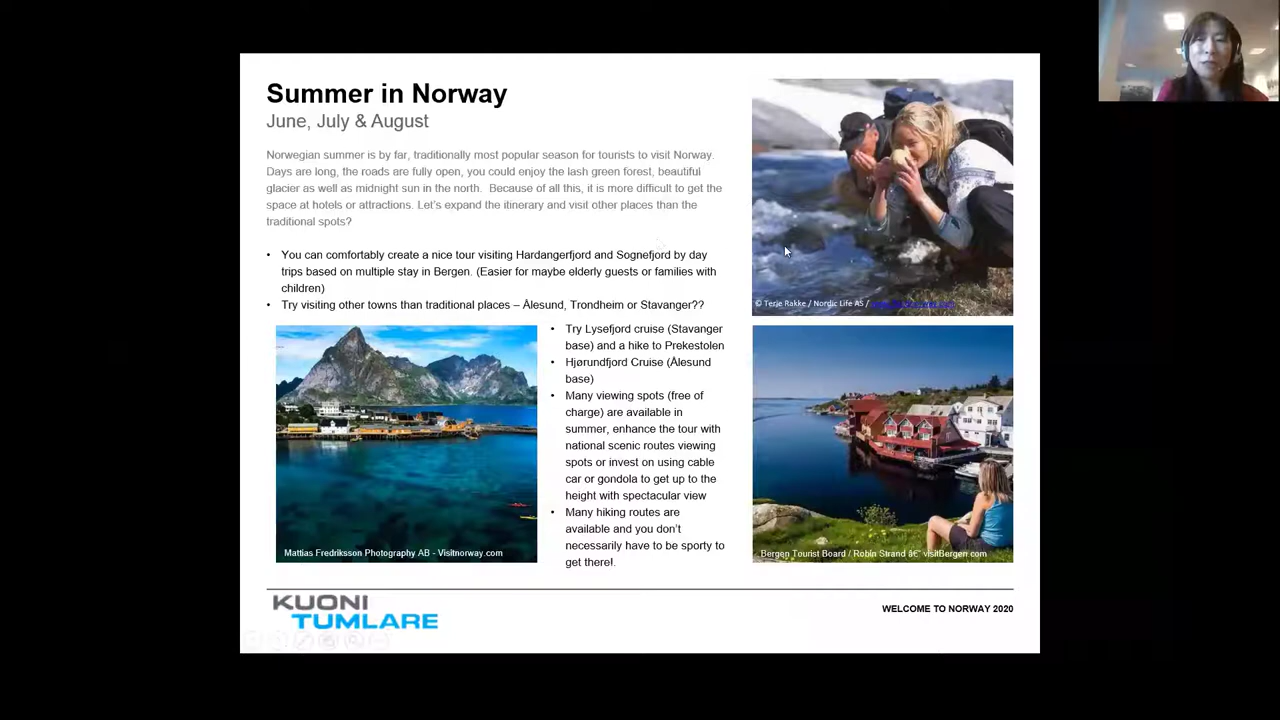 Summer in Norway
June, July & August
Norwegian summer is by far, traditionally most popular season for tourists to visit Norway.
Days are long, the roads are fully open, you could enjoy the lash green forest, beautiful
glacier as well as midnight sun in the north. Because of all this, it is more difficult to get the
space at hotels or attractions. Let's expand the itinerary and visit other places than the
traditional spots?
• You can comfortably create a nice tour visiting Hardangerfjord and Sognefjord by day
trips based on multiple stay in Bergen. (Easier for maybe elderly guests or families with
children)
• Try visiting other towns than traditional places – Ålesund, Trondheim or Stavanger??
• Try Lysefjord cruise (Stavanger
base) and a hike to Prekestolen
• Hjørundfjord Cruise (Ålesund
base)
• Many viewing spots (free of
charge) are available in
summer, enhance the tour with
national scenic routes viewing
spots or invest on using cable
car or gondola to get up to the
height with spectacular view
• Many hiking routes are
available and you don't
necessarily have to be sporty to
get there!.
© Terje Rakke / Nordic Life AS /
Mattias Fredriksson Photography AB - Visitnorway.com
Bergen Tourist Board / Robin Strand â€" visitBergen.com
KUONI
TUMLARE
WELCOME TO NORWAY 2020